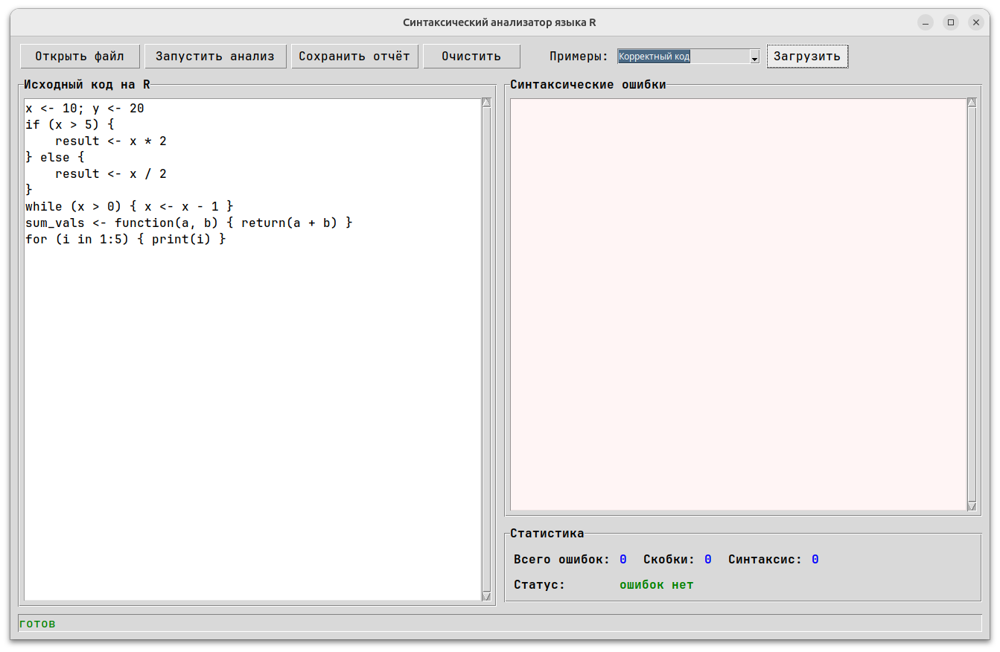 Синтаксический анализатор языка R
Открыть файл Запустить анализ Сохранить отчёт Очистить Примеры: Корректный код Загрузить
Исходный код на R
x <- 10; y <- 20
if (x > 5) {
    result <- x * 2
} else {
    result <- x / 2
}
while (x > 0) { x <- x - 1 }
sum_vals <- function(a, b) { return(a + b) }
for (i in 1:5) { print(i) }
Синтаксические ошибки
Статистика
Всего ошибок: 0 Скобки: 0 Синтаксис: 0
Статус: ошибок нет
готов